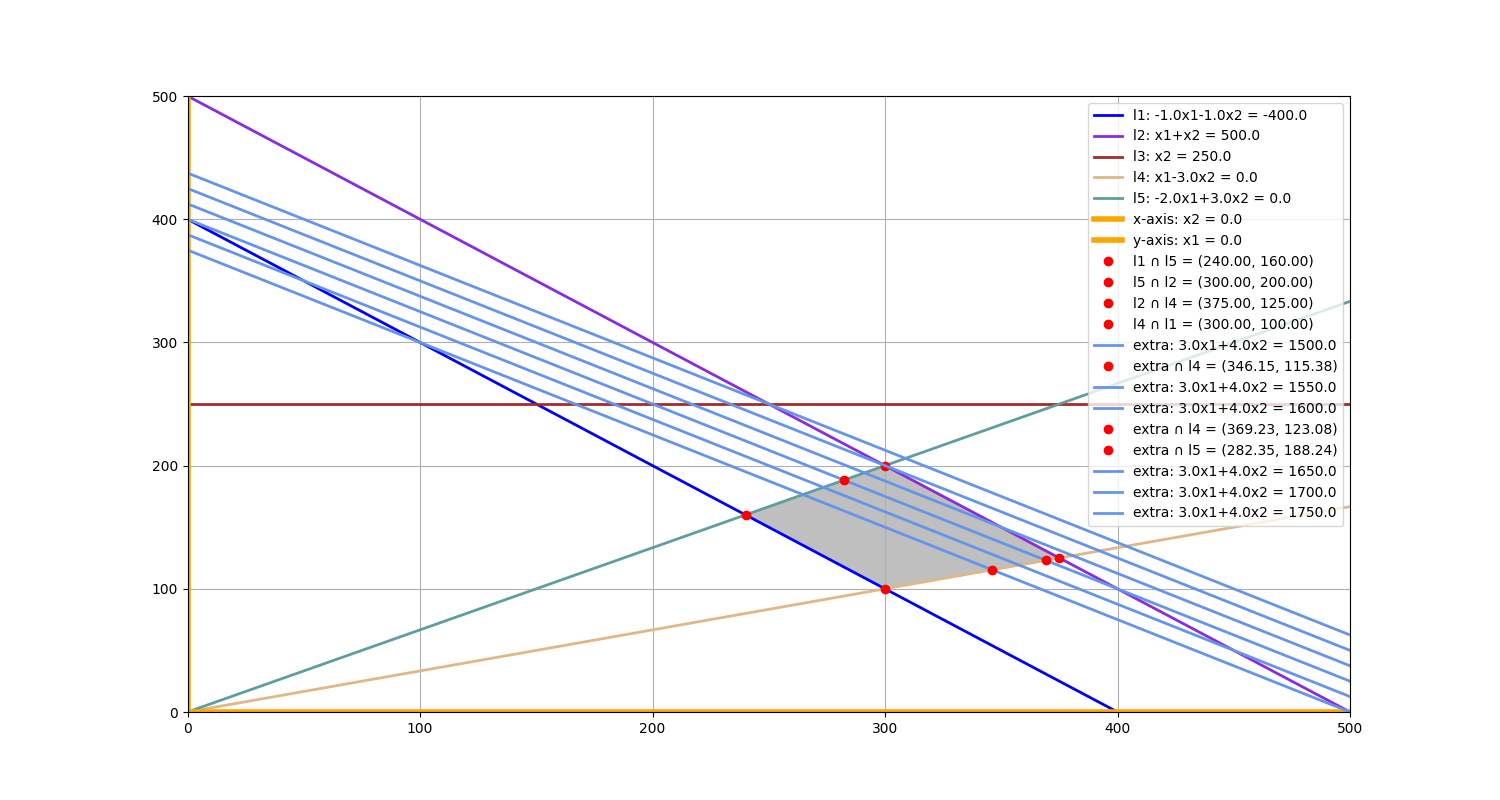 500
400
300
200
100
0
0
100
200
300
400
500
l1: -1.0x1-1.0x2 = -400.0
l2: x1+x2 = 500.0
l3: x2 = 250.0
l4: x1-3.0x2 = 0.0
l5: -2.0x1+3.0x2 = 0.0
x-axis: x2 = 0.0
y-axis: x1 = 0.0
l1 ∩ l5 = (240.00, 160.00)
l5 ∩ l2 = (300.00, 200.00)
l2 ∩ l4 = (375.00, 125.00)
l4 ∩ l1 = (300.00, 100.00)
extra: 3.0x1+4.0x2 = 1500.0
extra ∩ l4 = (346.15, 115.38)
extra: 3.0x1+4.0x2 = 1550.0
extra: 3.0x1+4.0x2 = 1600.0
extra ∩ l4 = (369.23, 123.08)
extra ∩ l5 = (282.35, 188.24)
extra: 3.0x1+4.0x2 = 1650.0
extra: 3.0x1+4.0x2 = 1700.0
extra: 3.0x1+4.0x2 = 1750.0